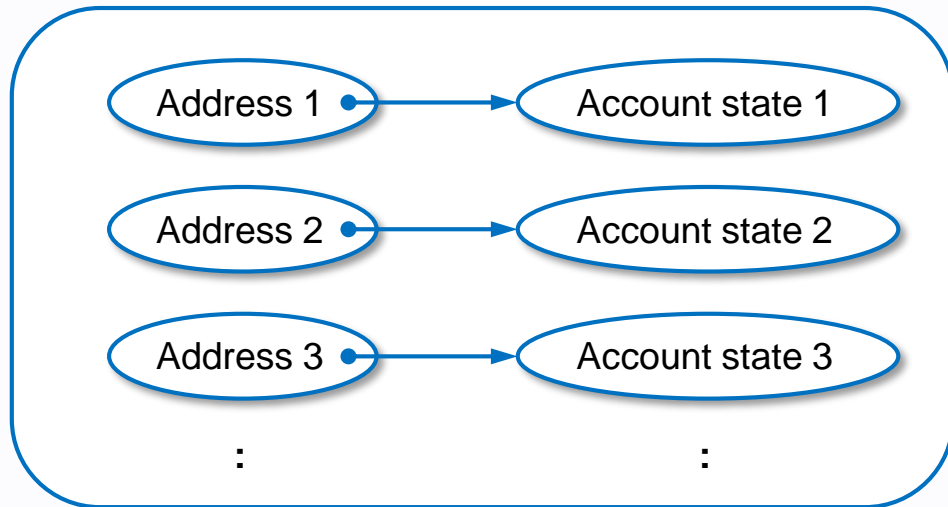 Address 1 Account state 1
Address 2 Account state 2
Address 3 Account state 3
: :